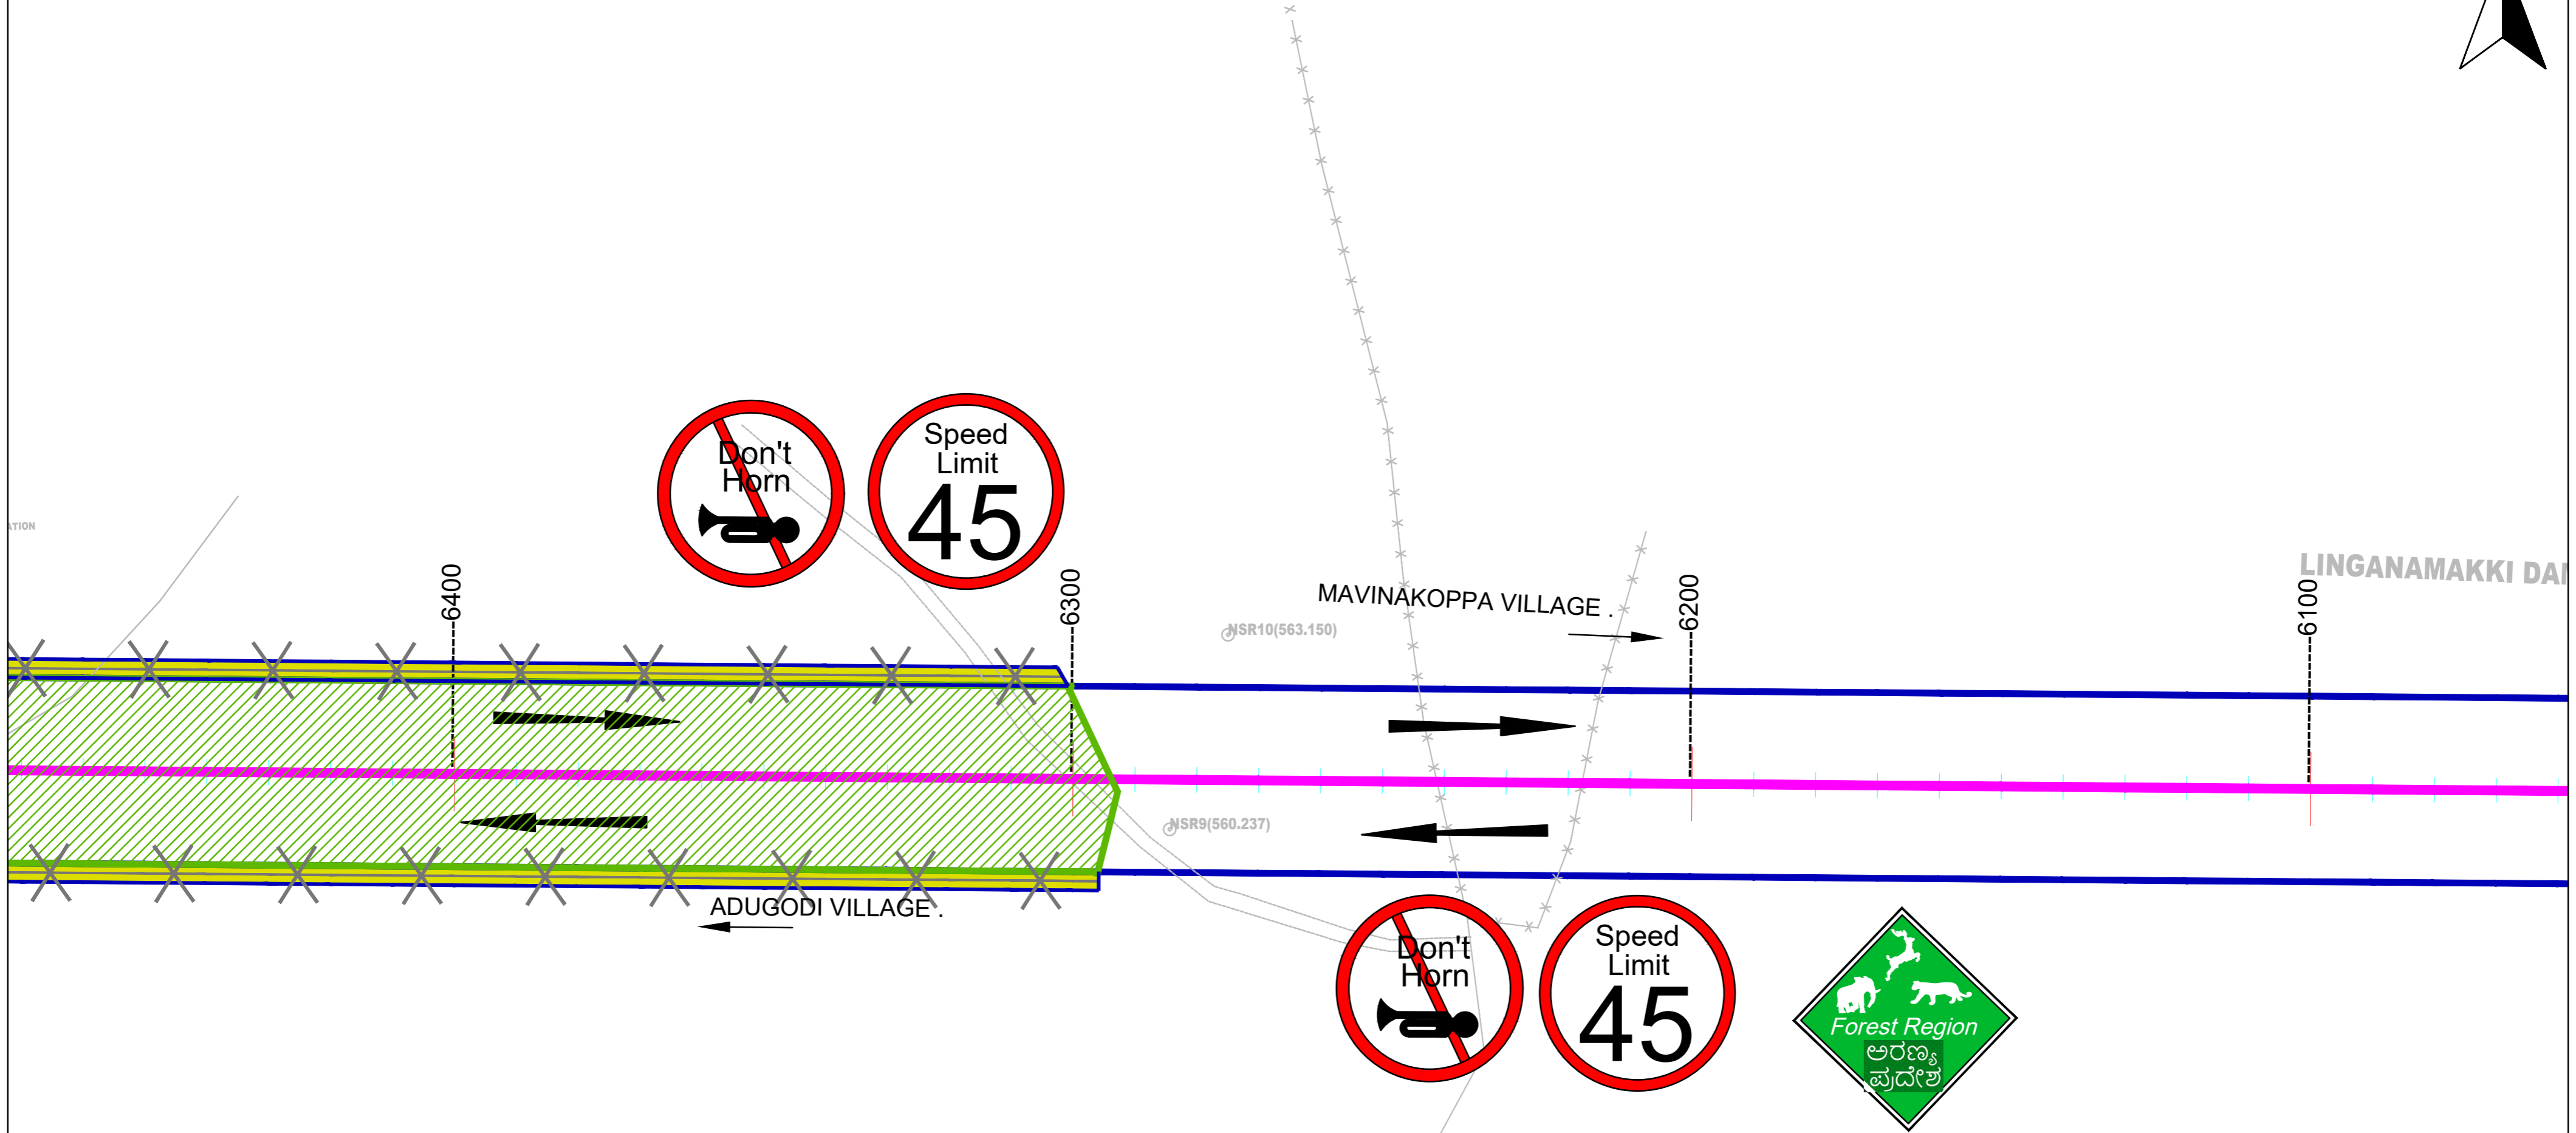 Don't
Horn
Speed
Limit
45
ATION
LINGANAMAKKI DA
6400
6300
6200
6100
MAVINAKOPPA VILLAGE .
NSR10(563.150)
NSR9(560.237)
ADUGODI VILLAGE .
Don't
Horn
Speed
Limit
45
Forest Region
ಅರಣ್ಯ
ಪ್ರದೇಶ